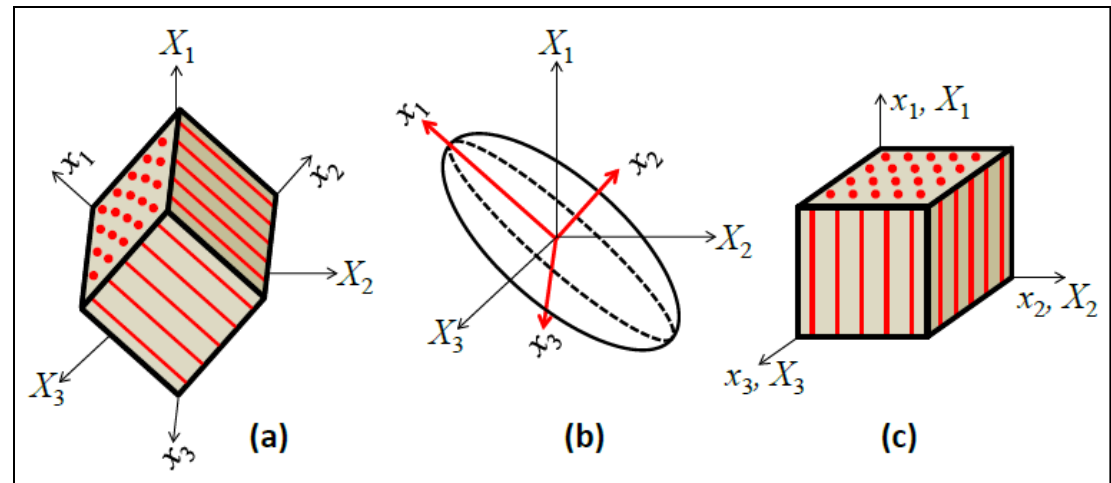 X₁
x₁
x₂
X₂
X₃
x₃
(a)
X₁
x₁
x₂
X₂
X₃
x₃
(b)
x₁, X₁
x₂, X₂
x₃, X₃
(c)